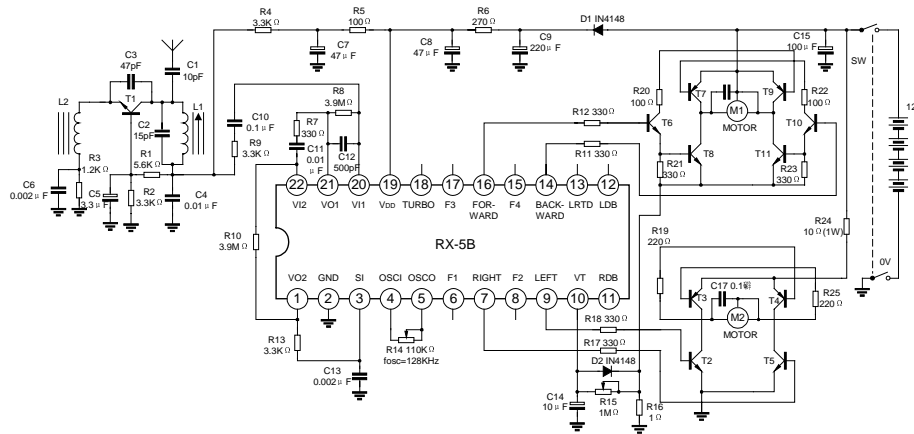 R4
3.3KΩ
R5
100Ω
R6
270Ω
D1 IN4148
C7
47μF
C8
47μF
C9
220μF
C15
100μF
SW
C3
47pF
C1
10pF
T1
L2
L1
C2
15pF
R1
5.6KΩ
R3
1.2KΩ
C6
0.002μF
C5
3.3μF
R2
3.3KΩ
C4
0.01μF
C10
0.1μF
R9
3.3KΩ
R7
330Ω
R8
3.9MΩ
C11
0.01
μF
C12
500pF
R10
3.9MΩ
R12 330Ω
R11 330Ω
R20
100Ω
R22
100Ω
T6
T7
T9
T10
M1
MOTOR
T8
T11
R21
330Ω
R23
330Ω
12
22 21 20 19 18 17 16 15 14 13 12
VI2 VO1 VI1 VDD TURBO F3 FOR-WARD F4 BACK-WARD LRTD LDB
RX-5B
VO2 GND SI OSCI OSCO F1 RIGHT F2 LEFT VT RDB
1 2 3 4 5 6 7 8 9 10 11
R13
3.3KΩ
C13
0.002μF
R14 110KΩ
fosc=128KHz
R18 330Ω
R17 330Ω
D2 IN4148
C14
10μF
R15
1MΩ
R16
1Ω
R19
220Ω
R24
10Ω(1W)
0V
C17 0.1碲
T3
T4
M2
MOTOR
R25
220Ω
T2
T5